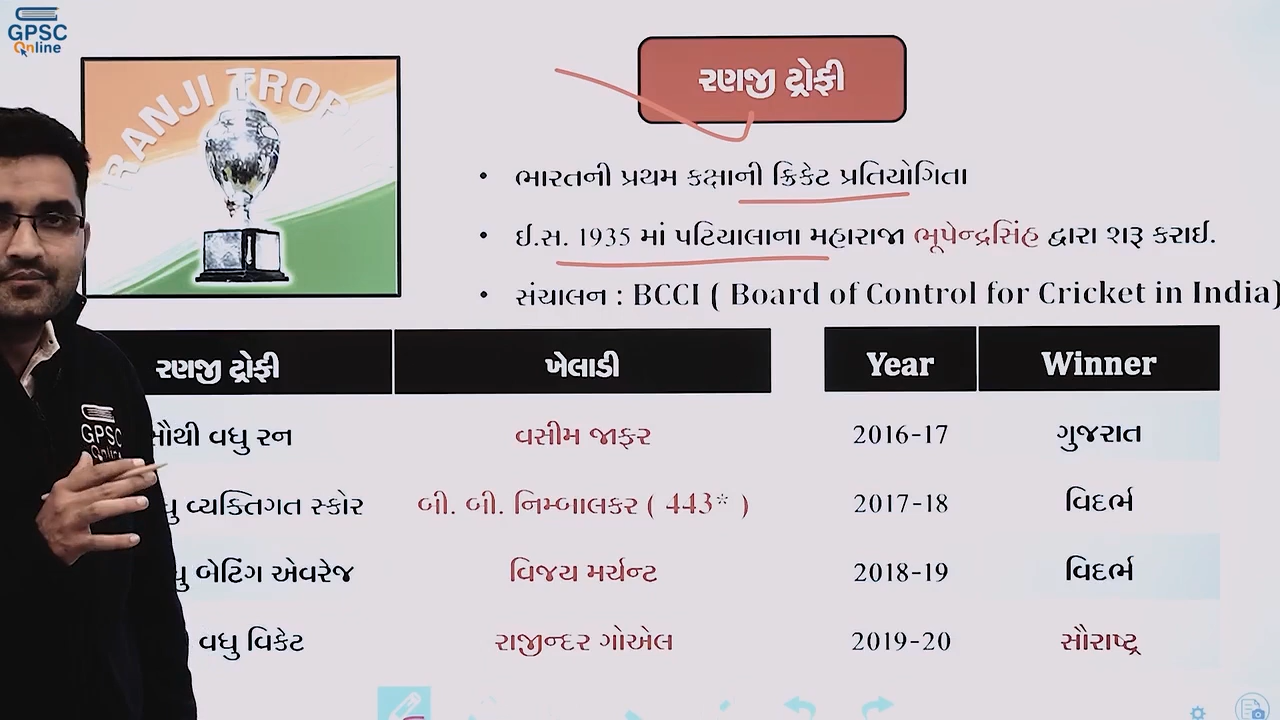 GPSC
Online
RANJI TROP
રણજી ટ્રોફી
• ભારતની પ્રથમ કક્ષાની ક્રિકેટ પ્રતિયોગિતા
• ઈ.સ. 1935 માં પટિયાલાના મહારાજા ભૂપેન્દ્રસિંહ દ્વારા શરૂ કરાઈ.
• સંચાલન : BCCI ( Board of Control for Cricket in India)
રણજી ટ્રોફી ખેલાડી Year Winner
સૌથી વધુ રન વસીમ જાફર 2016-17 ગુજરાત
વ્યક્તિગત સ્કોર બી. બી. નિમ્બાલકર ( 443* ) 2017-18 વિદર્ભ
બેટિંગ એવરેજ વિજય મર્ચન્ટ 2018-19 વિદર્ભ
વધુ વિકેટ રાજીન્દર ગોએલ 2019-20 સૌરાષ્ટ્ર
GPSC
Online